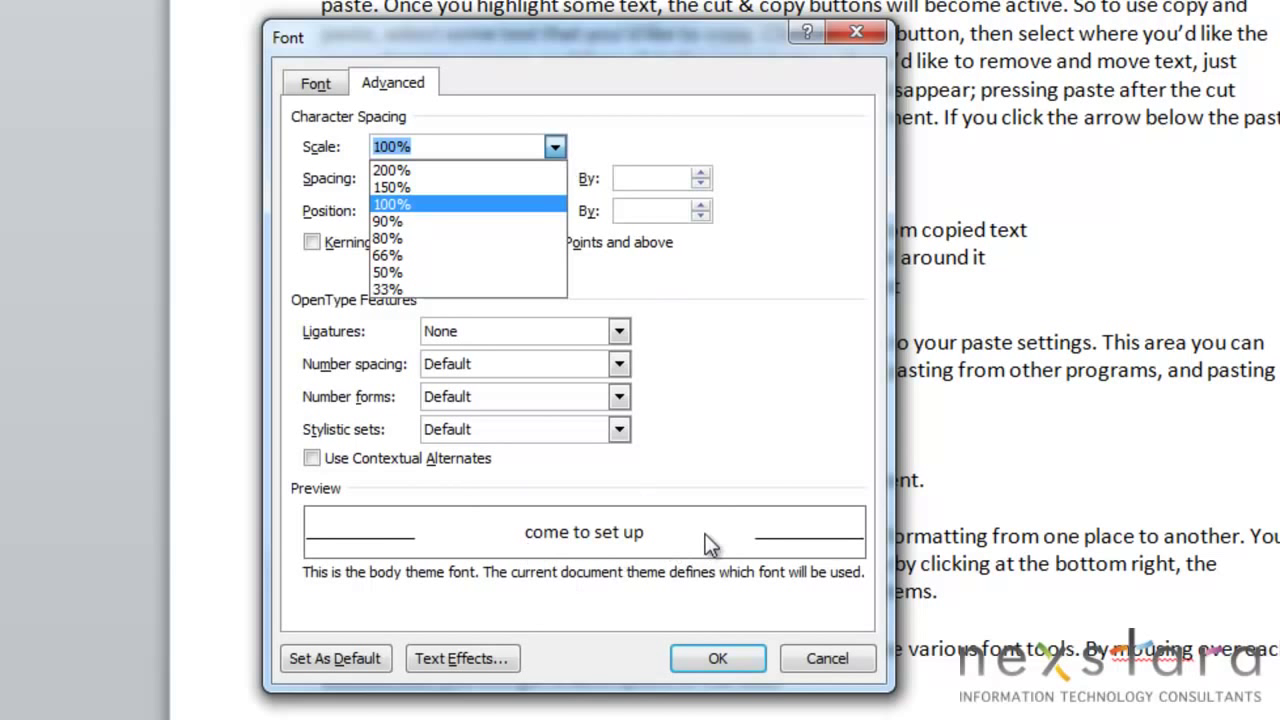 paste. Once you highlight some text, the cut & copy buttons will become active. So to use copy and
Font
button, then select where you'd like the
'd like to remove and move text, just
Font Advanced
sappear; pressing paste after the cut
Character Spacing
ment. If you click the arrow below the past
Scale: 100%
200%
150%
100%
90%
80%
66%
50%
33%
Spacing: By:
Position: By:
Kerning Points and above
copied text
around it
OpenType Features
Ligatures: None
o your paste settings. This area you can
Number spacing: Default
asting from other programs, and pasting
Number forms: Default
Stylistic sets: Default
Use Contextual Alternates
Preview
ent.
come to set up
ormatting from one place to another. You
by clicking at the bottom right, the
This is the body theme font. The current document theme defines which font will be used.
ems.
Set As Default Text Effects... OK Cancel
e various font tools. By mousing over each
nexstara
INFORMATION TECHNOLOGY CONSULTANTS